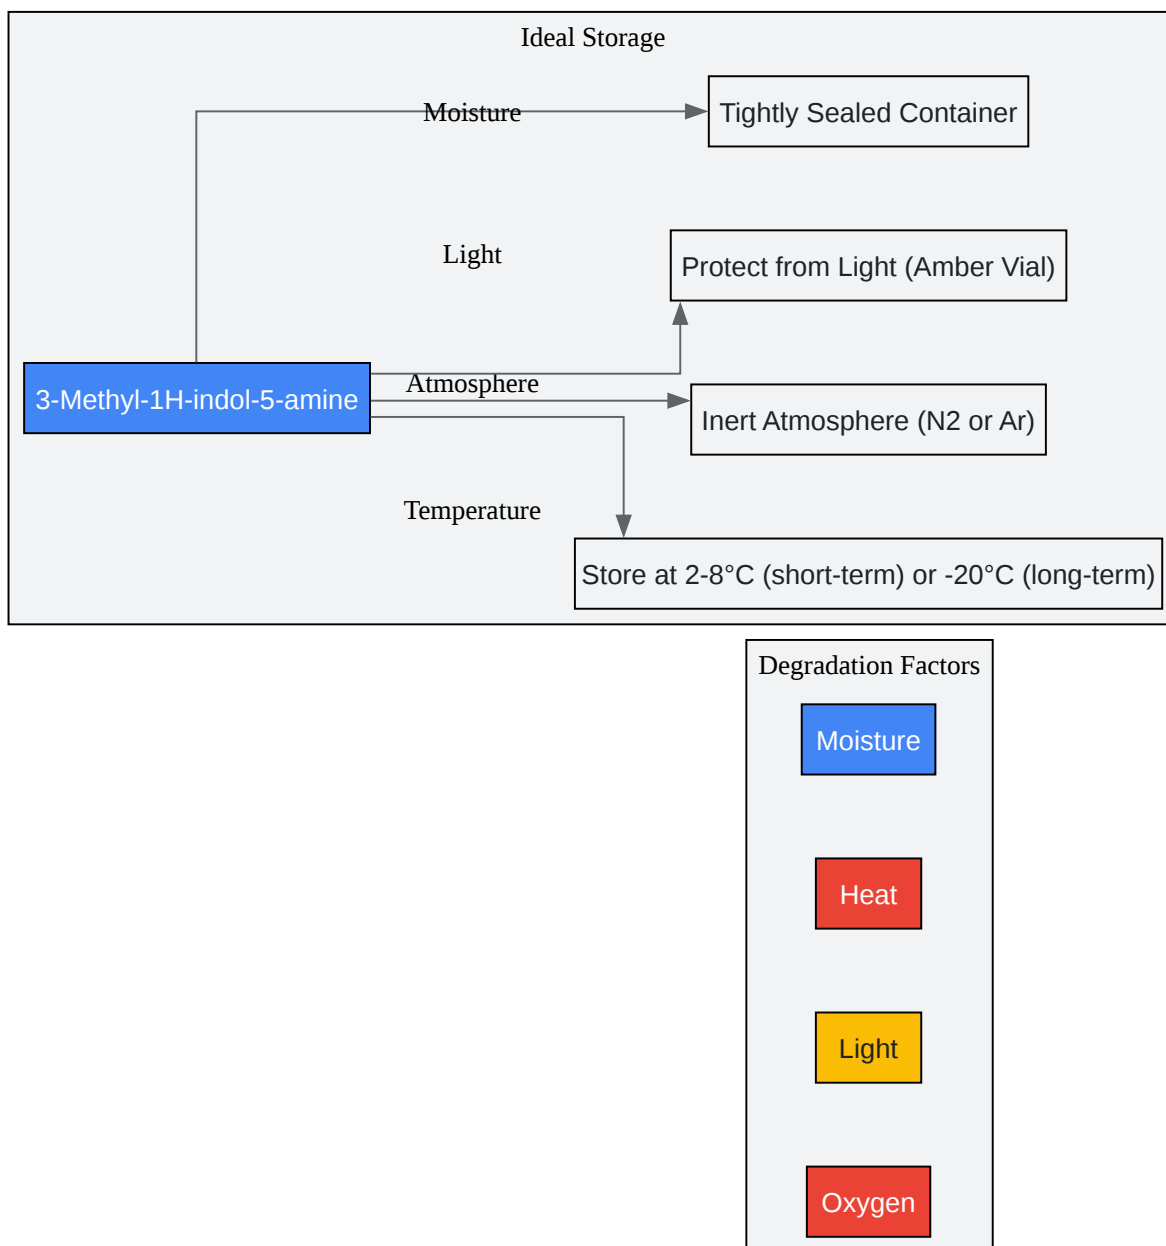 Ideal Storage
Moisture
Tightly Sealed Container
Light
Protect from Light (Amber Vial)
3-Methyl-1H-indol-5-amine
Atmosphere
Inert Atmosphere (N2 or Ar)
Temperature
Store at 2-8°C (short-term) or -20°C (long-term)
Degradation Factors
Moisture
Heat
Light
Oxygen